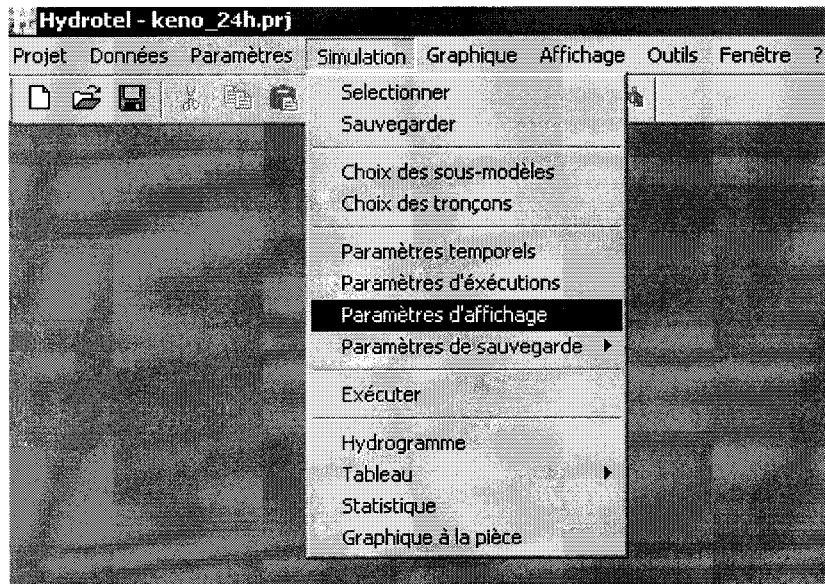 Hydrotel - keno_24h.prj
Projet Données Paramètres Simulation Graphique Affichage Outils Fenêtre ?
Selectionner
Sauvegarder
Choix des sous-modèles
Choix des tronçons
Paramètres temporels
Paramètres d'éxécutions
Paramètres d'affichage
Paramètres de sauvegarde
Exécuter
Hydrogramme
Tableau
Statistique
Graphique à la pièce